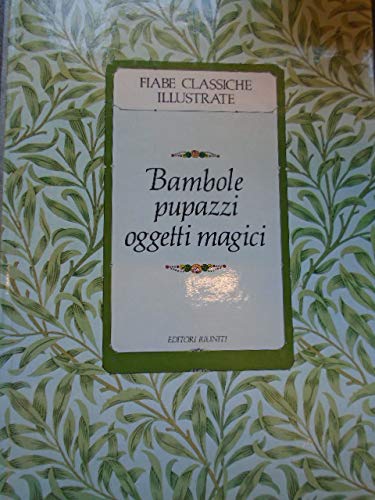 FIABE CLASSICHE
ILLUSTRATE
Bambole
pupazzi
oggetti magici
EDITORI RIUNITI